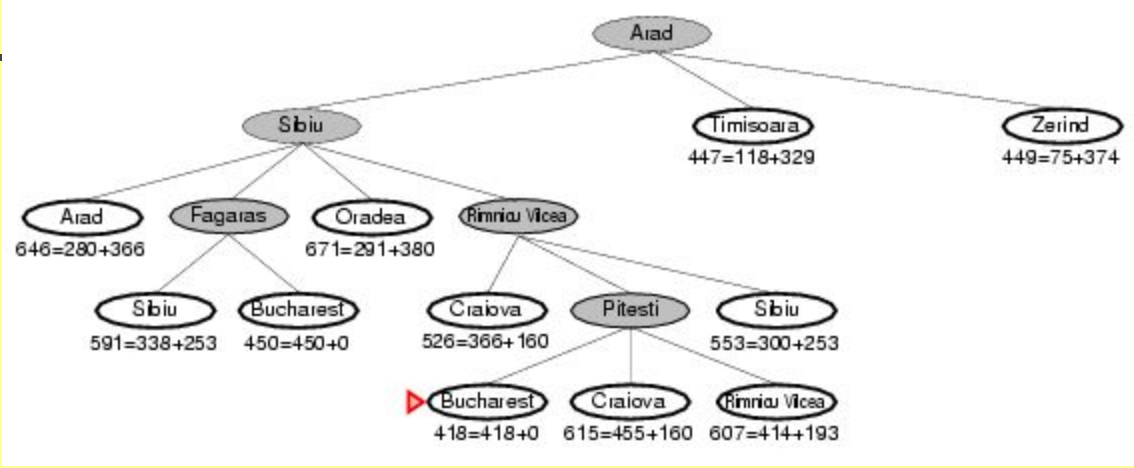 Arad
Sibiu
Timisoara
Zerind
447=118+329
449=75+374
Arad
Fagaras
Oradea
Rimnicu Vilcea
646=280+366
671=291+380
Sibiu
Bucharest
Craiova
Pitesti
Sibiu
591=338+253
450=450+0
526=366+160
553=300+253
Bucharest
Craiova
Rimnicu Vilcea
418=418+0
615=455+160
607=414+193